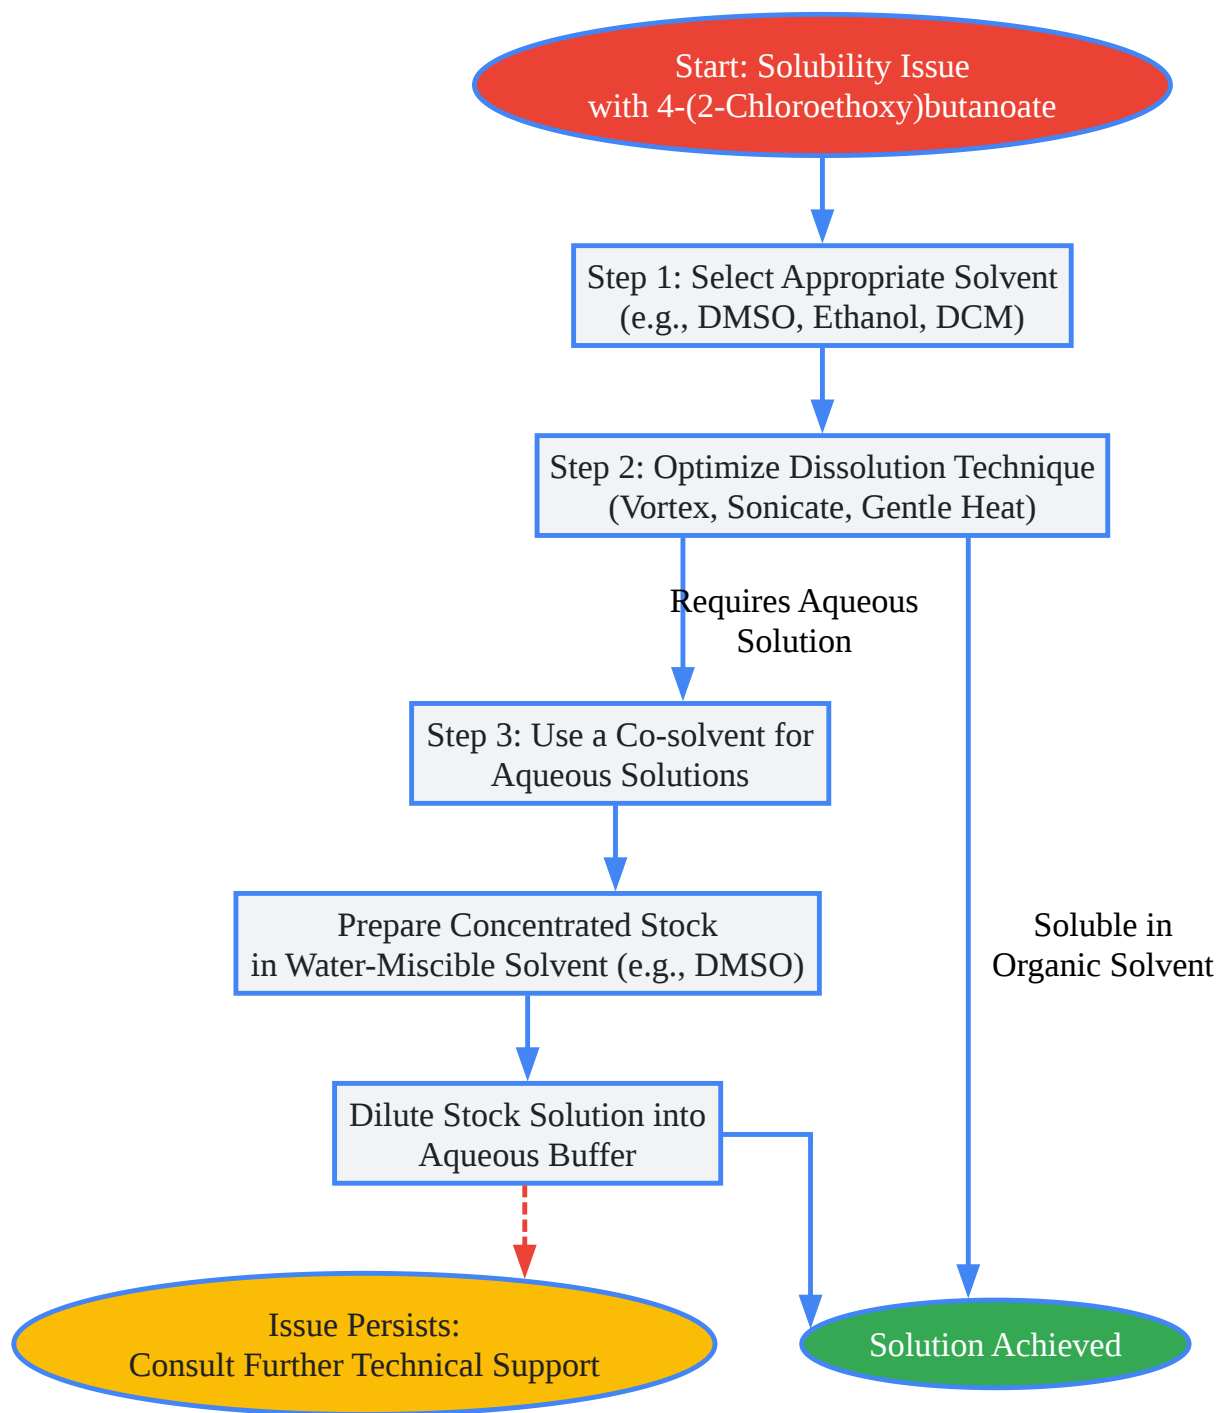 Start: Solubility Issue
with 4-(2-Chloroethoxy)butanoate
Step 1: Select Appropriate Solvent
(e.g., DMSO, Ethanol, DCM)
Step 2: Optimize Dissolution Technique
(Vortex, Sonicate, Gentle Heat)
Requires Aqueous
Solution
Step 3: Use a Co-solvent for
Aqueous Solutions
Prepare Concentrated Stock
in Water-Miscible Solvent (e.g., DMSO)
Soluble in
Organic Solvent
Dilute Stock Solution into
Aqueous Buffer
Issue Persists:
Consult Further Technical Support
Solution Achieved